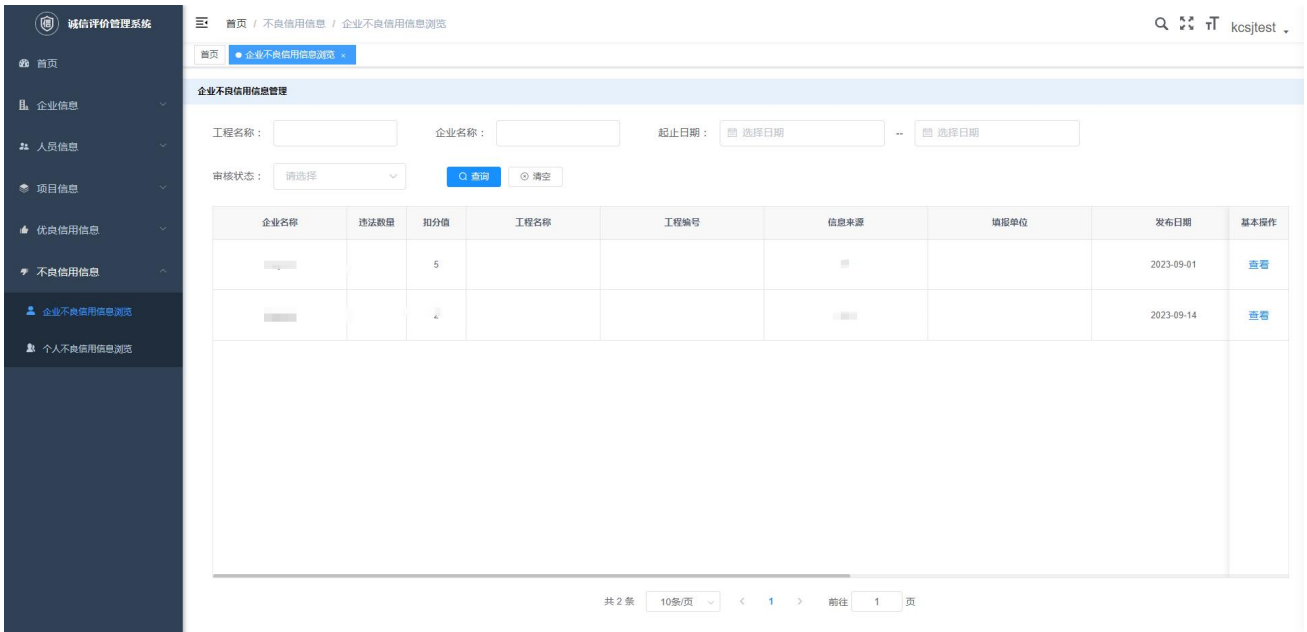 诚信评价管理系统
首页 / 不良信用信息 / 企业不良信用信息浏览
kcsjtest
首页
企业不良信用信息浏览 ×
首页
企业信息
人员信息
项目信息
优良信用信息
不良信用信息
企业不良信用信息浏览
个人不良信用信息浏览
企业不良信用信息管理
工程名称：
企业名称：
起止日期： 选择日期 -- 选择日期
审核状态： 请选择 查询 清空
企业名称 违法数量 扣分值 工程名称 工程编号 信息来源 填报单位 发布日期 基本操作
5 2023-09-01 查看
2023-09-14 查看
共 2 条 10条/页 < 1 > 前往 1 页